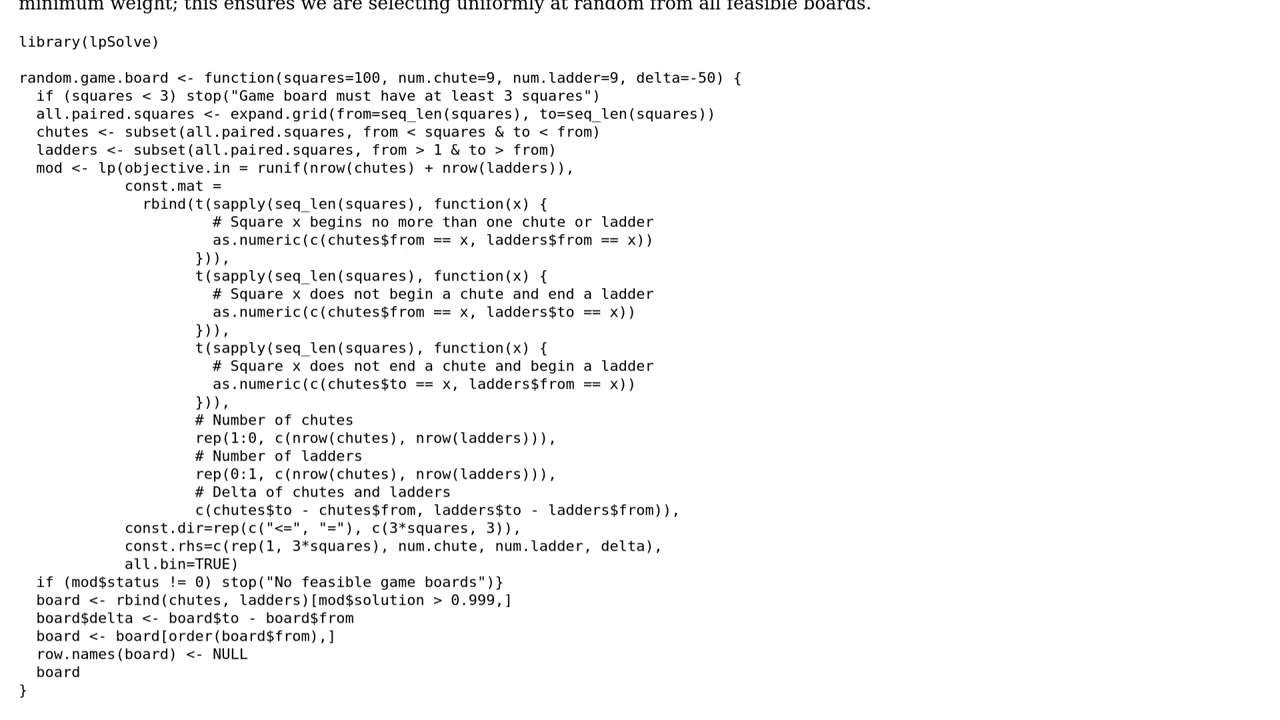 minimum weight; this ensures we are selecting uniformly at random from all feasible boards.
library(lpSolve)
random.game.board <- function(squares=100, num.chute=9, num.ladder=9, delta=-50) {
  if (squares < 3) stop("Game board must have at least 3 squares")
  all.paired.squares <- expand.grid(from=seq_len(squares), to=seq_len(squares))
  chutes <- subset(all.paired.squares, from < squares & to < from)
  ladders <- subset(all.paired.squares, from > 1 & to > from)
  mod <- lp(objective.in = runif(nrow(chutes) + nrow(ladders)),
            const.mat =
              rbind(t(sapply(seq_len(squares), function(x) {
                      # Square x begins no more than one chute or ladder
                      as.numeric(c(chutes$from == x, ladders$from == x))
                    })),
                    t(sapply(seq_len(squares), function(x) {
                      # Square x does not begin a chute and end a ladder
                      as.numeric(c(chutes$from == x, ladders$to == x))
                    })),
                    t(sapply(seq_len(squares), function(x) {
                      # Square x does not end a chute and begin a ladder
                      as.numeric(c(chutes$to == x, ladders$from == x))
                    })),
                    # Number of chutes
                    rep(1:0, c(nrow(chutes), nrow(ladders))),
                    # Number of ladders
                    rep(0:1, c(nrow(chutes), nrow(ladders))),
                    # Delta of chutes and ladders
                    c(chutes$to - chutes$from, ladders$to - ladders$from)),
            const.dir=rep(c("<=", "="), c(3*squares, 3)),
            const.rhs=c(rep(1, 3*squares), num.chute, num.ladder, delta),
            all.bin=TRUE)
  if (mod$status != 0) stop("No feasible game boards")}
  board <- rbind(chutes, ladders)[mod$solution > 0.999,]
  board$delta <- board$to - board$from
  board <- board[order(board$from),]
  row.names(board) <- NULL
  board
}